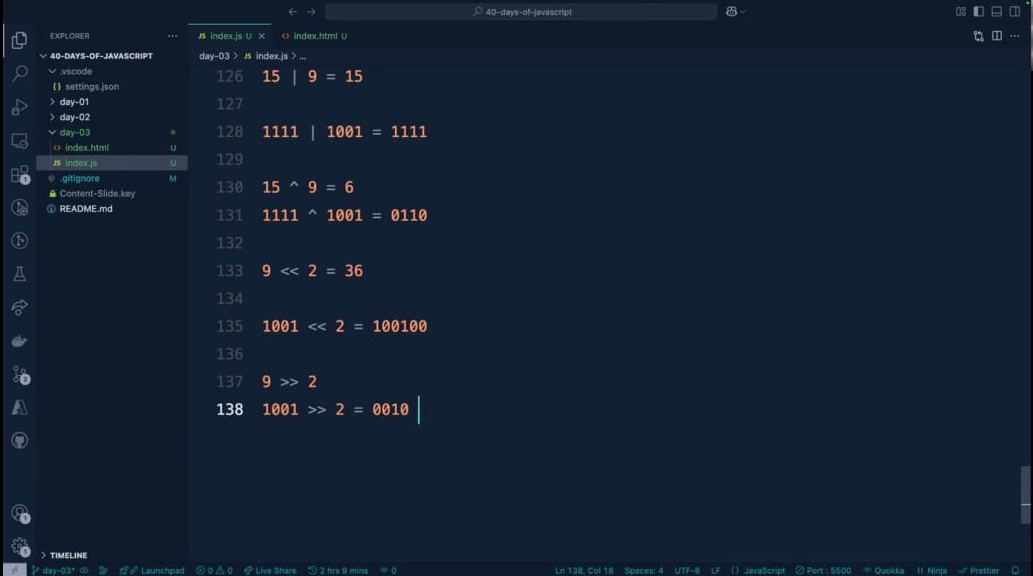 40-days-of-javascript
EXPLORER
JS index.js U
<> index.html U
40-DAYS-OF-JAVASCRIPT
day-03 > JS index.js > ...
.vscode
{} settings.json
day-01
day-02
day-03
<> index.html U
JS index.js U
.gitignore M
Content-Slide.key
README.md
126 15 | 9 = 15
127
128 1111 | 1001 = 1111
129
130 15 ^ 9 = 6
131 1111 ^ 1001 = 0110
132
133 9 << 2 = 36
134
135 1001 << 2 = 100100
136
137 9 >> 2
138 1001 >> 2 = 0010
1
3
1
1
TIMELINE
day-03* Launchpad 0 0 Live Share 2 hrs 9 mins 0 Ln 138, Col 18 Spaces: 4 UTF-8 LF {} JavaScript Port : 5500 Quokka Ninja Prettier